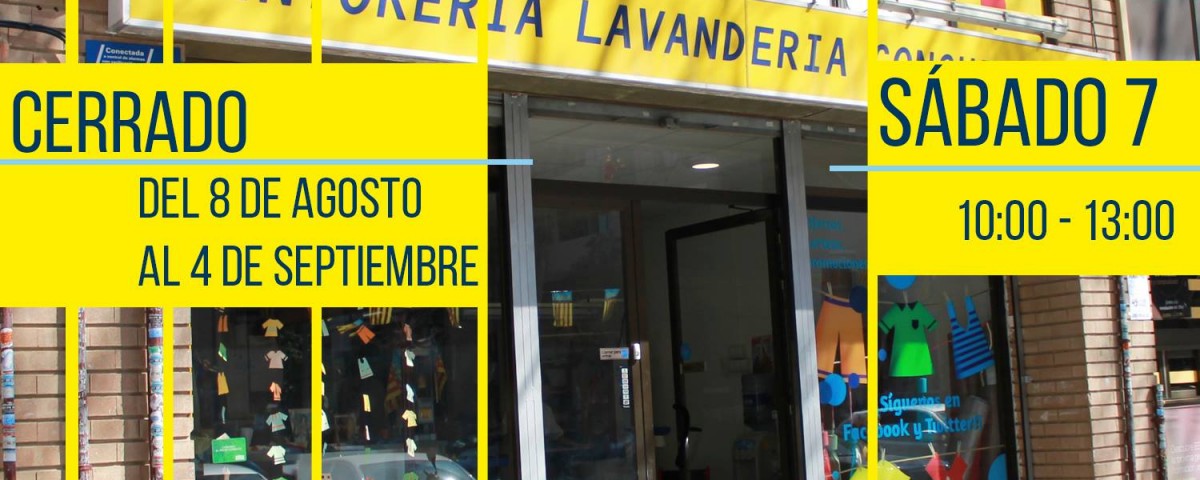 LAVANDERIA
Conectada
CERRADO
DEL 8 DE AGOSTO
AL 4 DE SEPTIEMBRE
SÁBADO 7
10:00 - 13:00
Síguenos en
Facebook y Twitter!